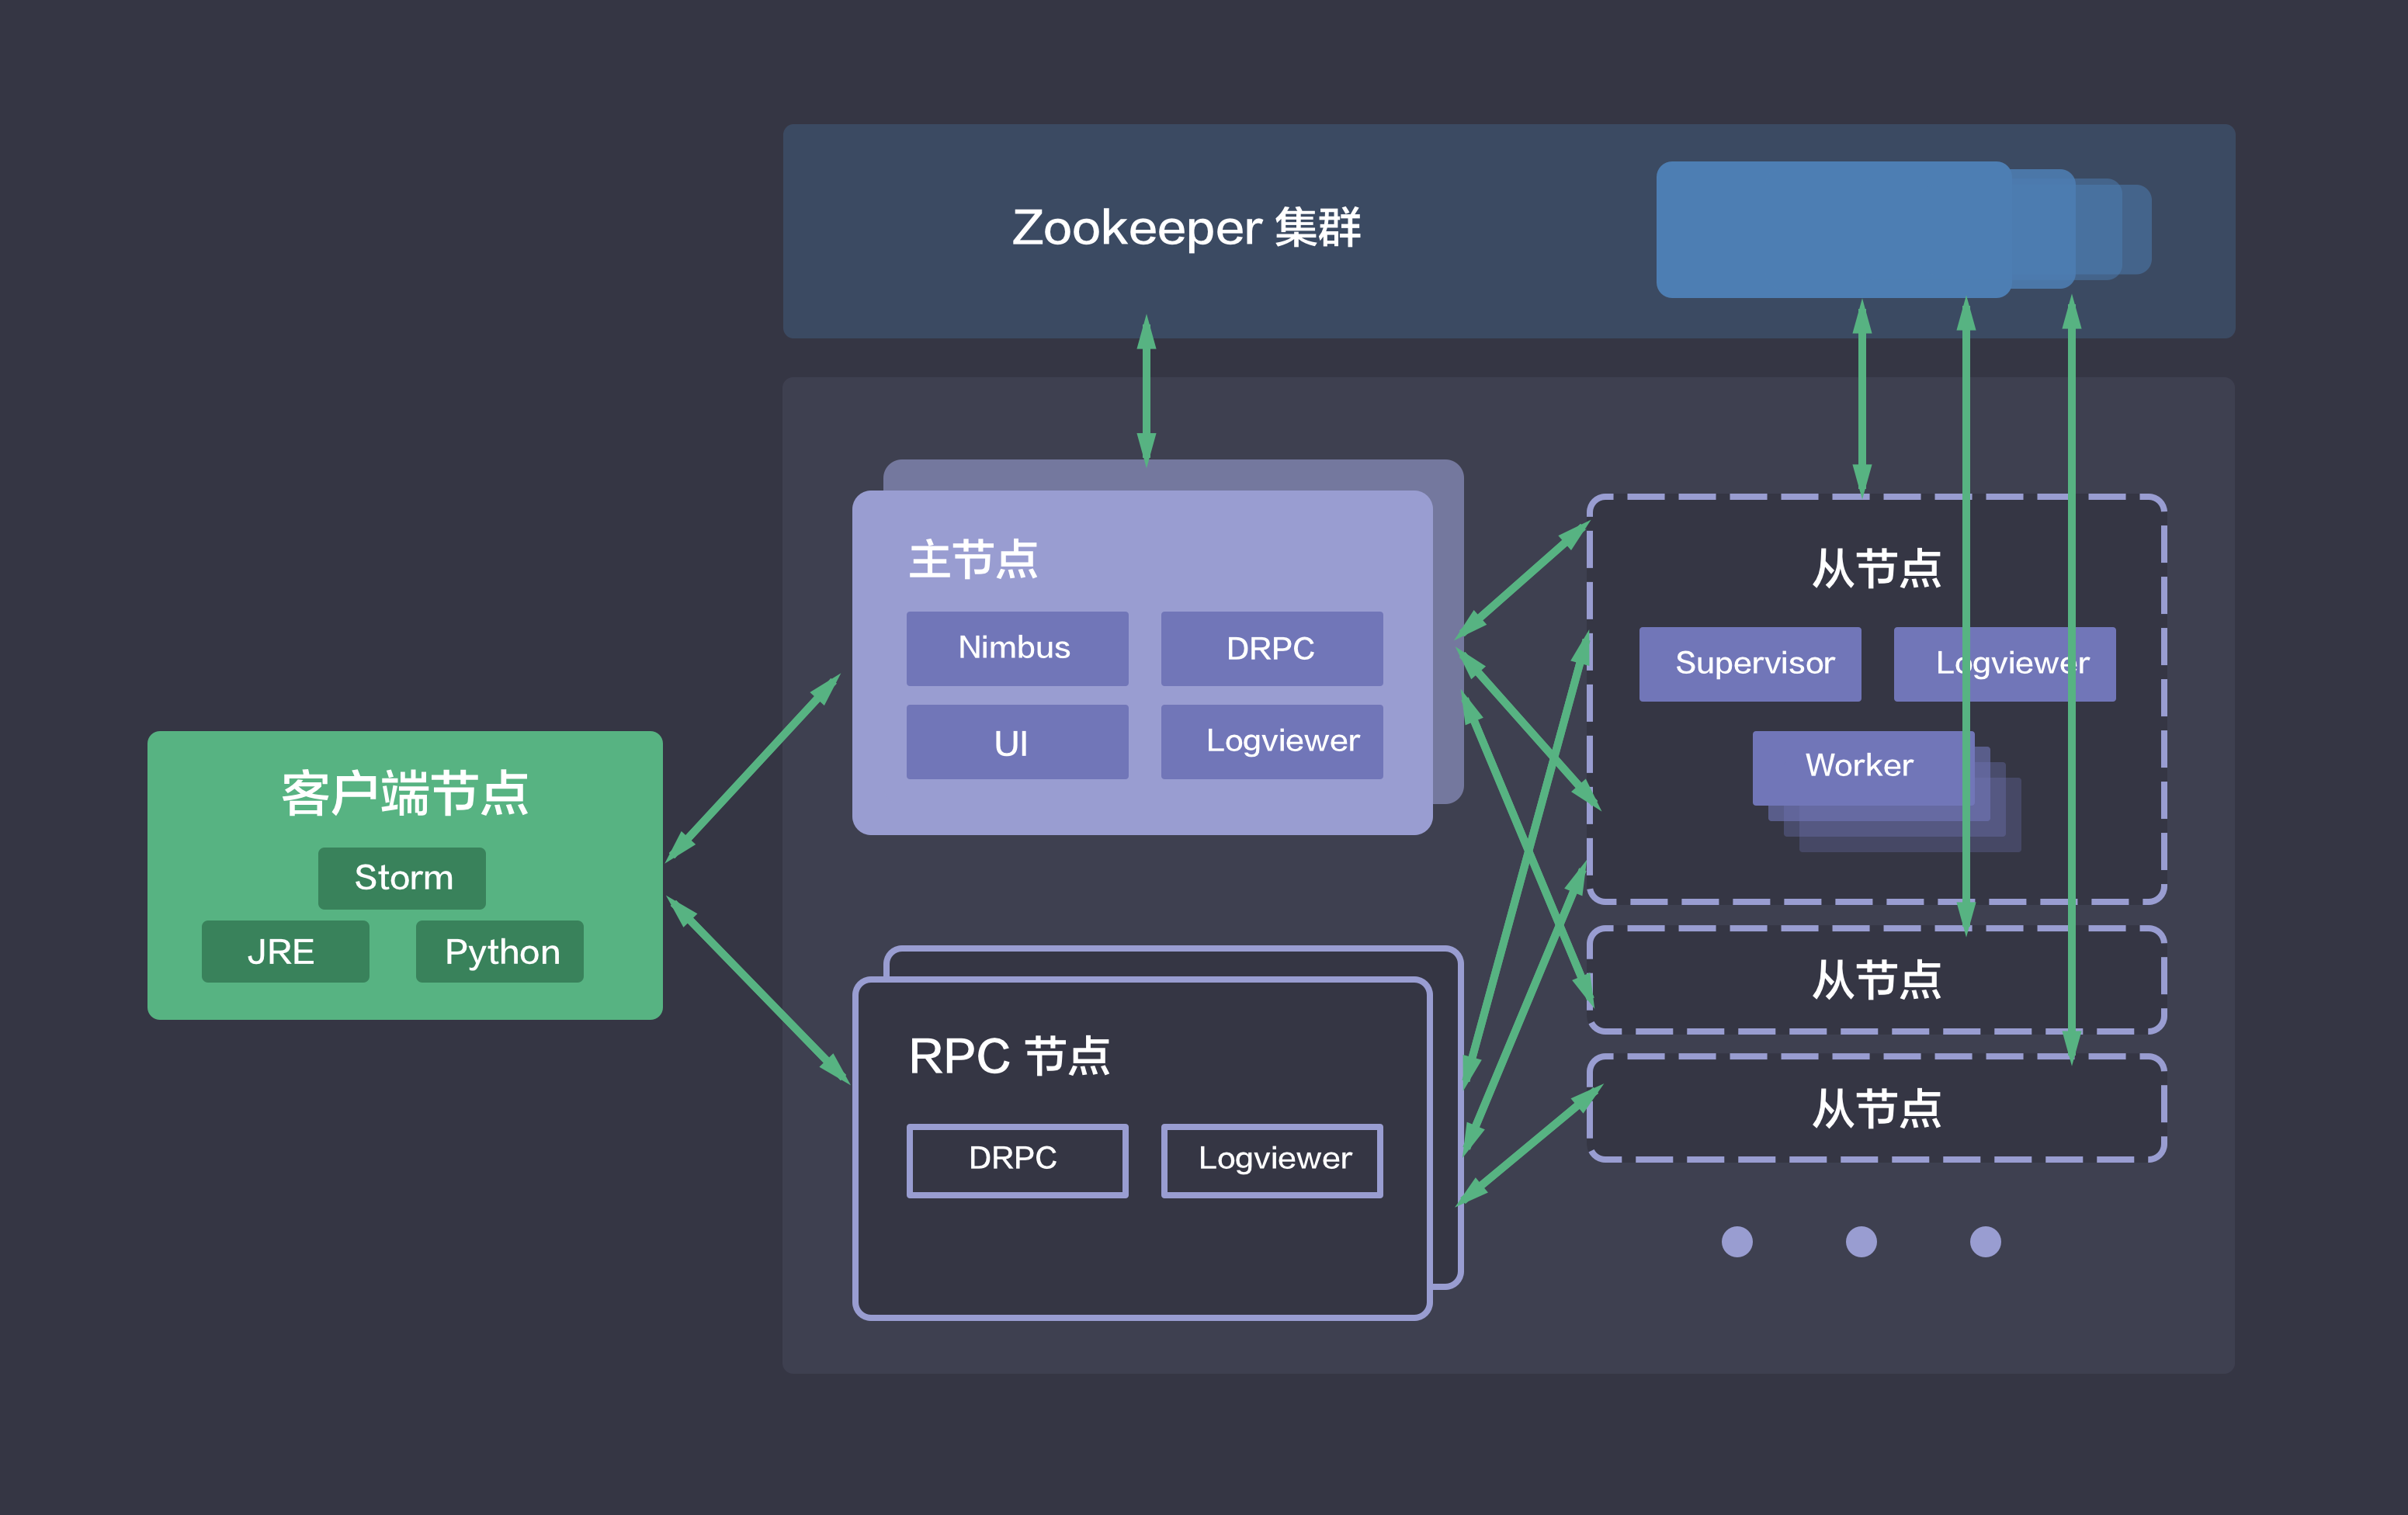 Zookeeper 集群
主节点
Nimbus
DRPC
UI
Logviewer
从节点
Supervisor
Logviewer
Worker
客户端节点
Storm
JRE
Python
从节点
RPC 节点
DRPC
Logviewer
从节点